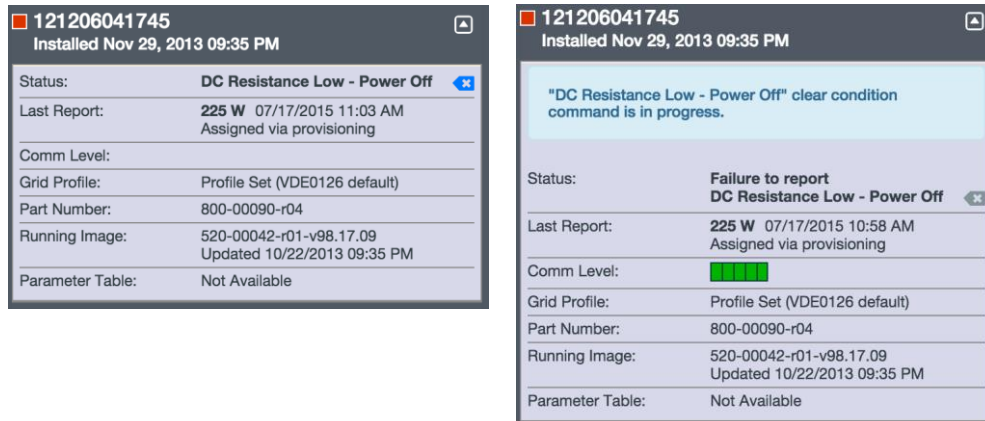 121206041745
Installed Nov 29, 2013 09:35 PM
Status: DC Resistance Low - Power Off
Last Report: 225 W 07/17/2015 11:03 AM
Assigned via provisioning
Comm Level:
Grid Profile: Profile Set (VDE0126 default)
Part Number: 800-00090-r04
Running Image: 520-00042-r01-v98.17.09
Updated 10/22/2013 09:35 PM
Parameter Table: Not Available
121206041745
Installed Nov 29, 2013 09:35 PM
"DC Resistance Low - Power Off" clear condition
command is in progress.
Status: Failure to report
DC Resistance Low - Power Off
Last Report: 225 W 07/17/2015 10:58 AM
Assigned via provisioning
Comm Level:
Grid Profile: Profile Set (VDE0126 default)
Part Number: 800-00090-r04
Running Image: 520-00042-r01-v98.17.09
Updated 10/22/2013 09:35 PM
Parameter Table: Not Available